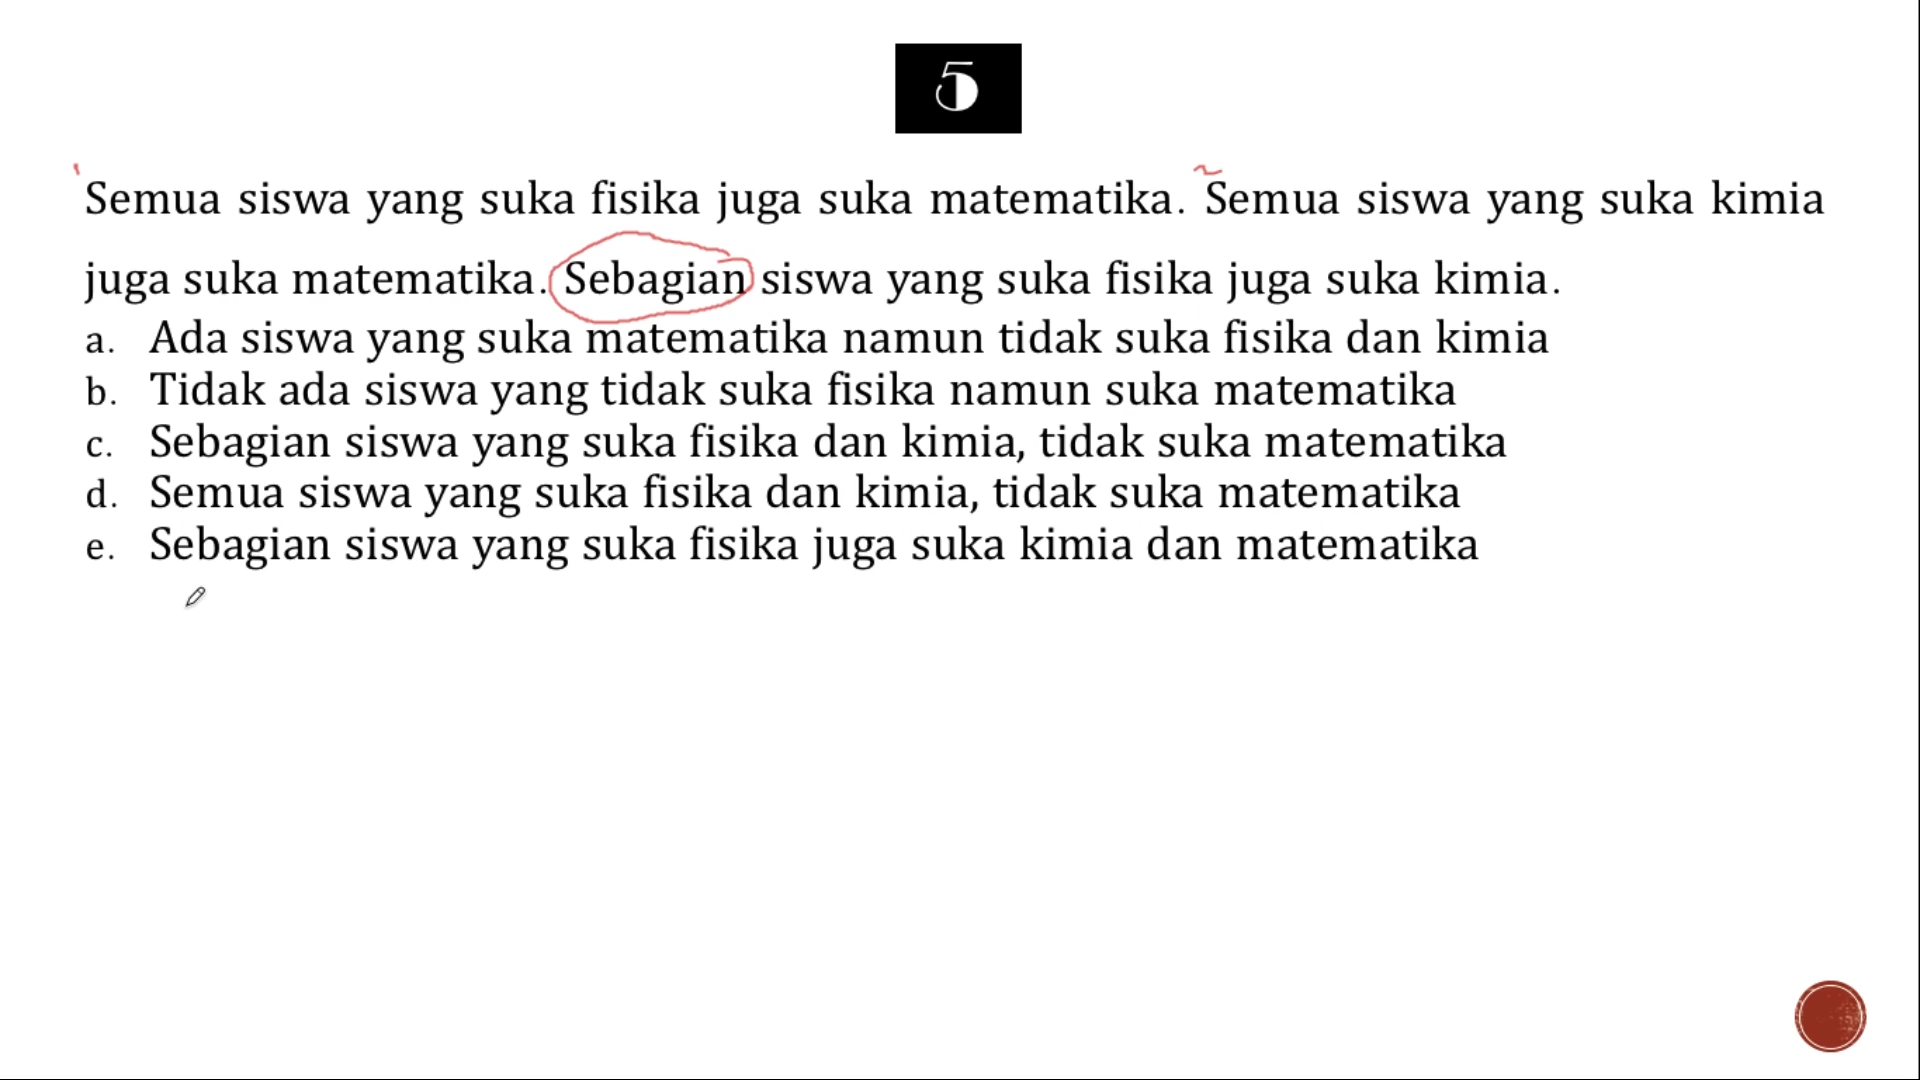 5
Semua siswa yang suka fisika juga suka matematika. Semua siswa yang suka kimia
juga suka matematika. Sebagian siswa yang suka fisika juga suka kimia.
a. Ada siswa yang suka matematika namun tidak suka fisika dan kimia
b. Tidak ada siswa yang tidak suka fisika namun suka matematika
c. Sebagian siswa yang suka fisika dan kimia, tidak suka matematika
d. Semua siswa yang suka fisika dan kimia, tidak suka matematika
e. Sebagian siswa yang suka fisika juga suka kimia dan matematika